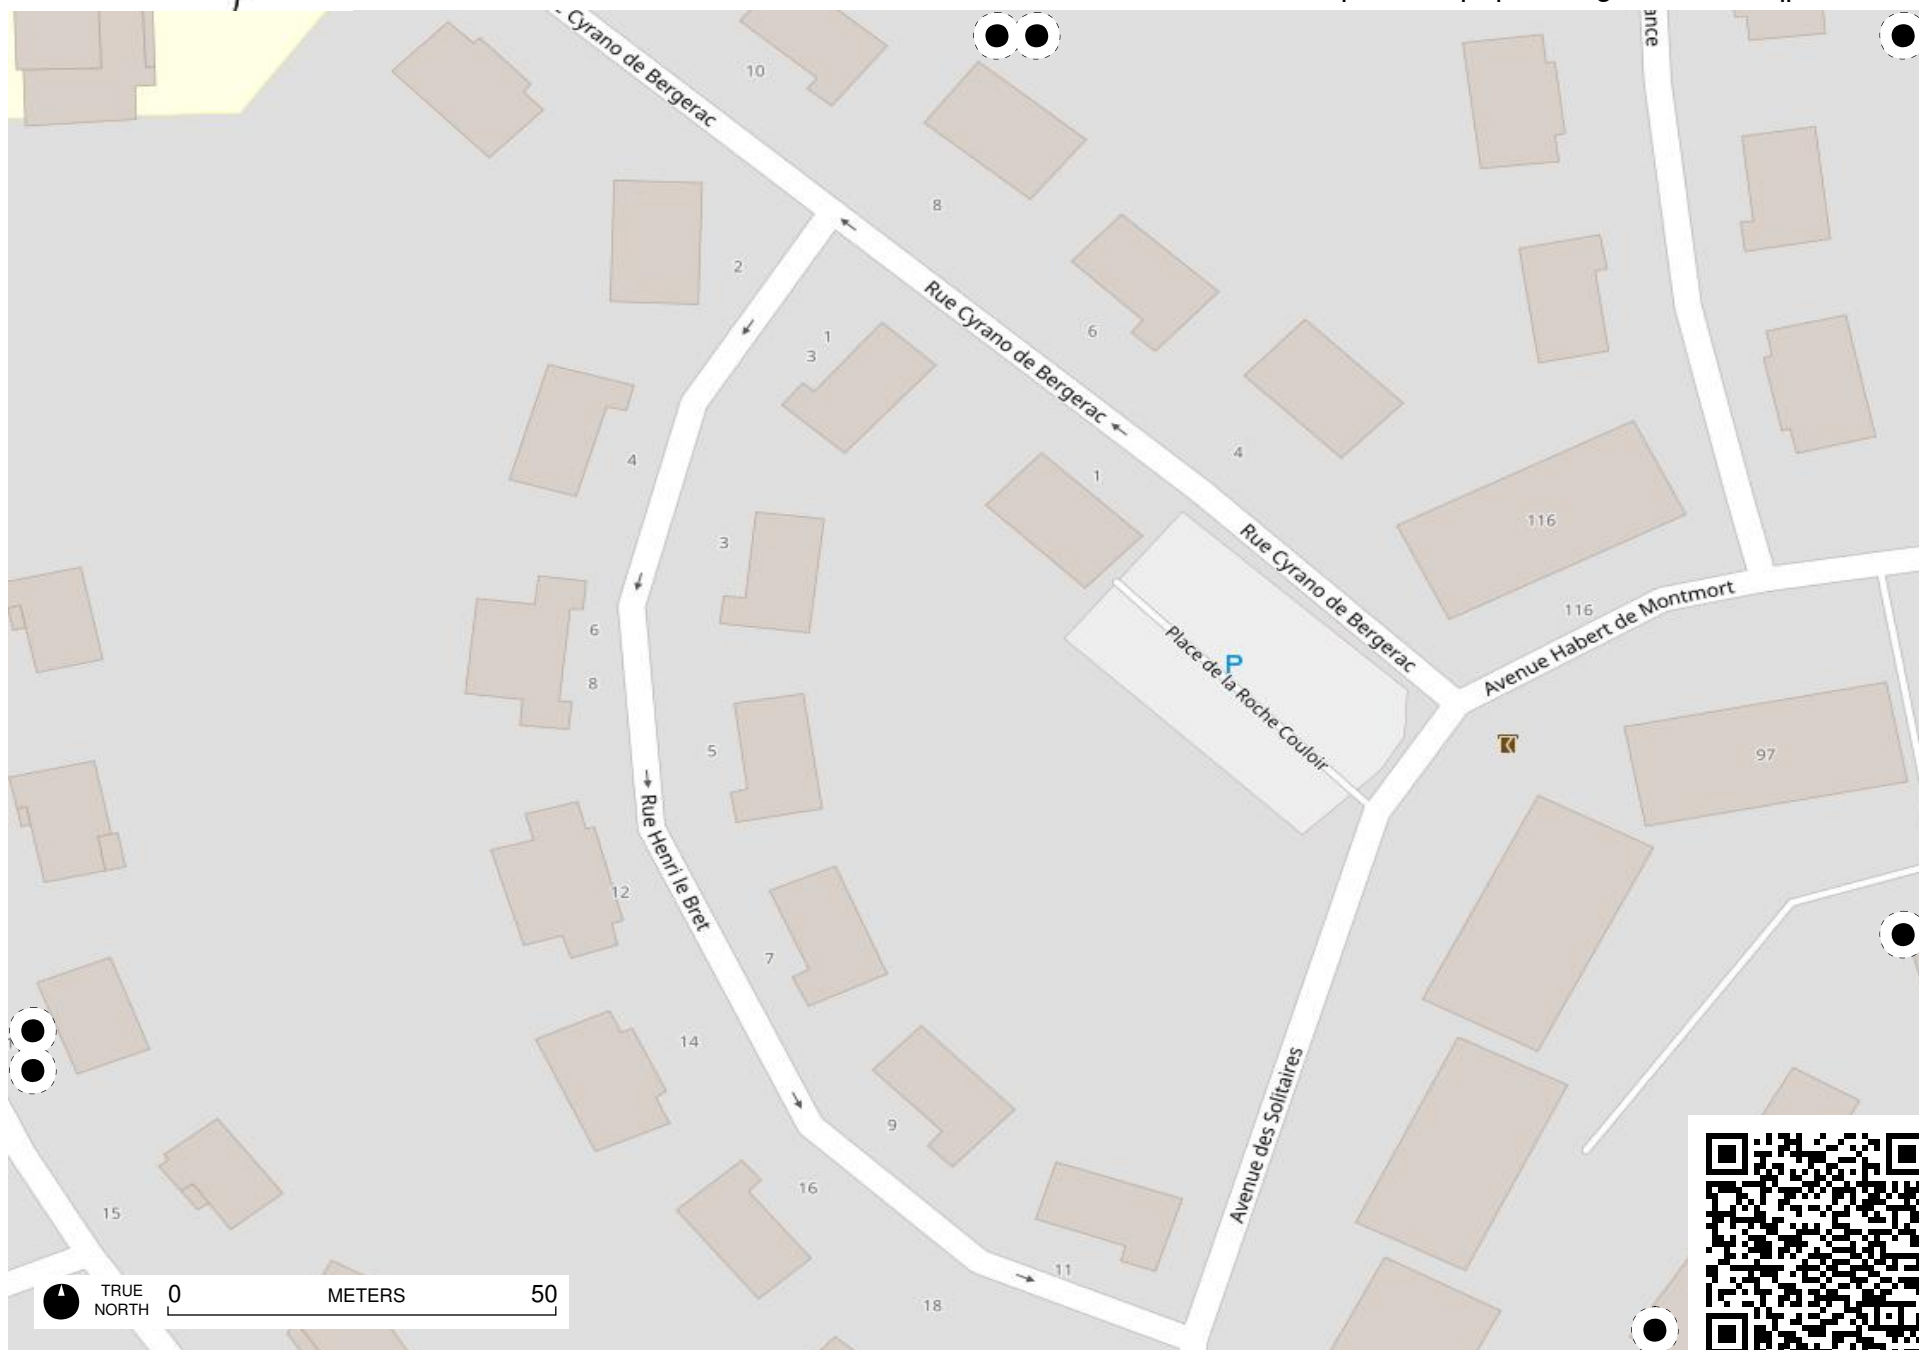 Cyrano de Bergerac
10
8
2
1
3
Rue Cyrano de Bergerac
6
4
4
1
3
116
Rue Cyrano de Bergerac
116
Avenue Habert de Montmort
6
8
P
Place de la Roche Couloir
5
97
Rue Henri le Bret
12
7
14
9
16
Avenue des Solitaires
15
11
18
TRUE
NORTH
0 METERS 50